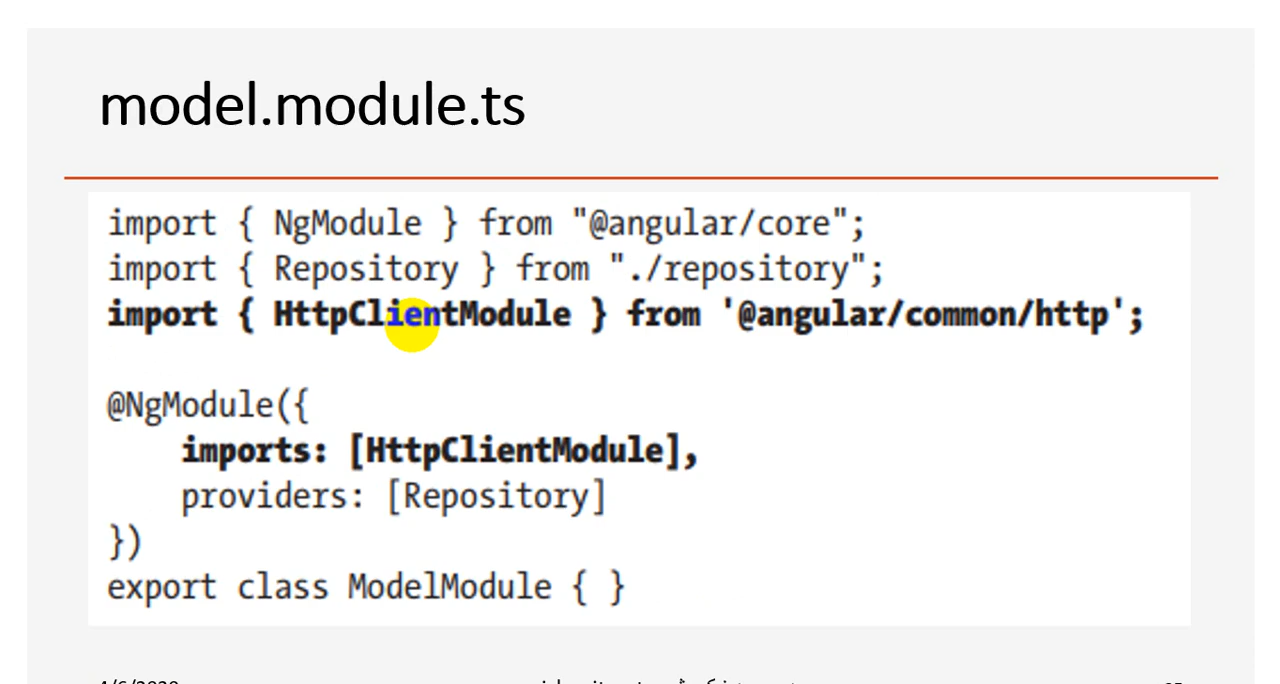 model.module.ts
import { NgModule } from "@angular/core";
import { Repository } from "./repository";
import { HttpClientModule } from '@angular/common/http';
@NgModule({
imports: [HttpClientModule],
providers: [Repository]
})
export class ModelModule { }